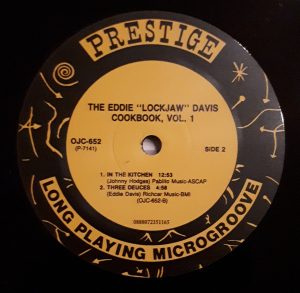 PRESTIGE
THE EDDIE "LOCKJAW" DAVIS
COOKBOOK, VOL. 1
OJC-652
(P-7141)
SIDE 2
1. IN THE KITCHEN 12:53
(Johnny Hodges) Pablic Music-ASCAP
2. THREE DEUCES 4:58
(Eddie Davis) Richcar Music-BMI
(OJC-652-B)
0888072351165
LONG PLAYING MICROGROOVE